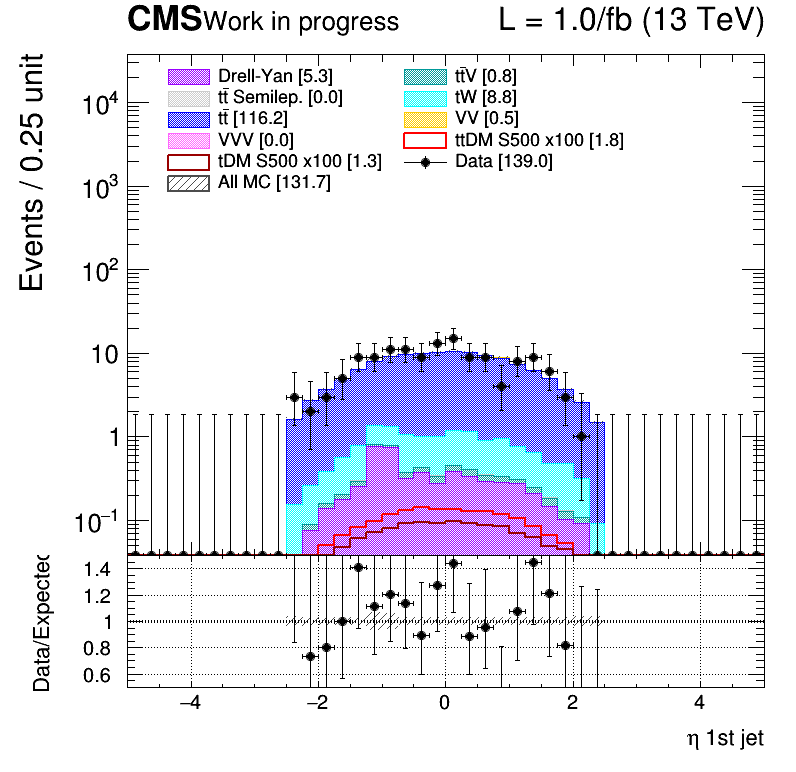 CMS Work in progress L = 1.0/fb (13 TeV)
Events / 0.25 unit
Drell-Yan [5.3] tt̄V [0.8]
tt̄ Semilep. [0.0] tW [8.8]
tt̄ [116.2] VV [0.5]
VVV [0.0] ttDM S500 x100 [1.8]
tDM S500 x100 [1.3] Data [139.0]
All MC [131.7]
10⁴
10³
10²
10
1
10⁻¹
Data/Expected
1.4
1.2
1
0.8
0.6
−4 −2 0 2 4
η 1st jet